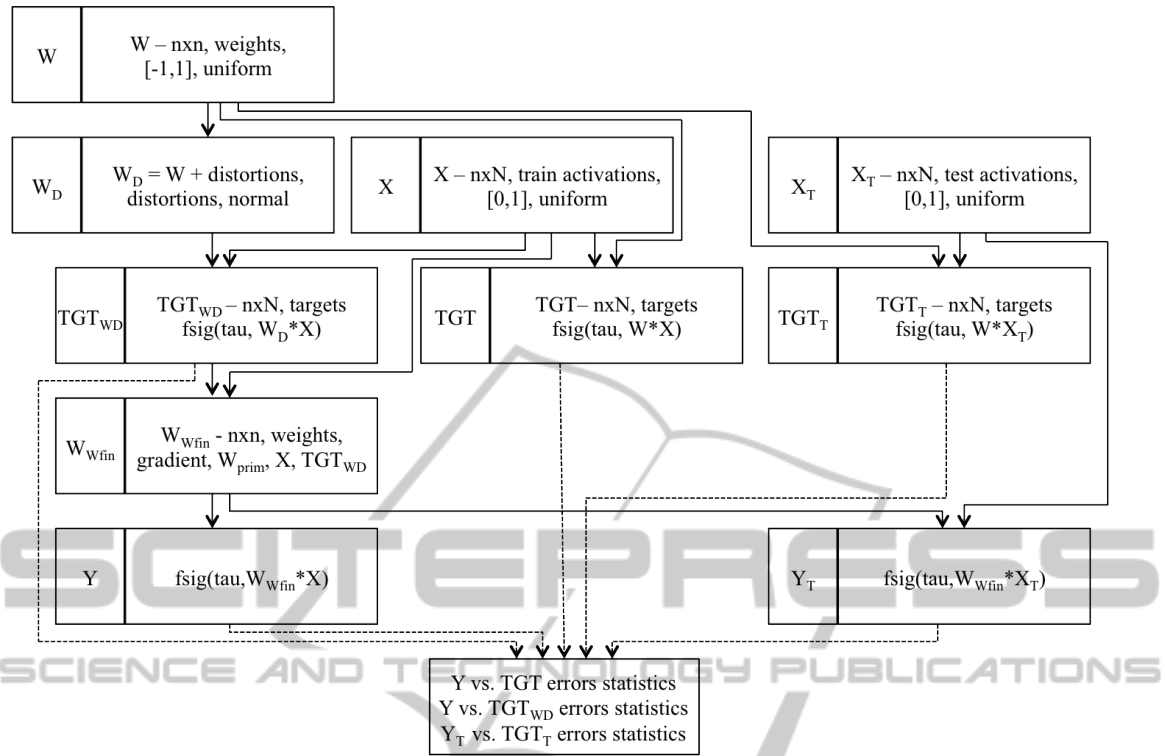 W
W – nxn, weights,
[-1,1], uniform
W_D
W_D = W + distortions,
distortions, normal
X
X – nxN, train activations,
[0,1], uniform
X_T
X_T – nxN, test activations,
[0,1], uniform
TGT_WD
TGT_WD – nxN, targets
fsig(tau, W_D*X)
TGT
TGT– nxN, targets
fsig(tau, W*X)
TGT_T
TGT_T – nxN, targets
fsig(tau, W*X_T)
W_Wfin
W_Wfin - nxn, weights,
gradient, W_prim, X, TGT_WD
Y
fsig(tau,W_Wfin*X)
Y_T
fsig(tau,W_Wfin*X_T)
SCITEPRESS
SCIENCE AND TECHNOLOGY PUBLICATIONS
Y vs. TGT errors statistics
Y vs. TGT_WD errors statistics
Y_T vs. TGT_T errors statistics